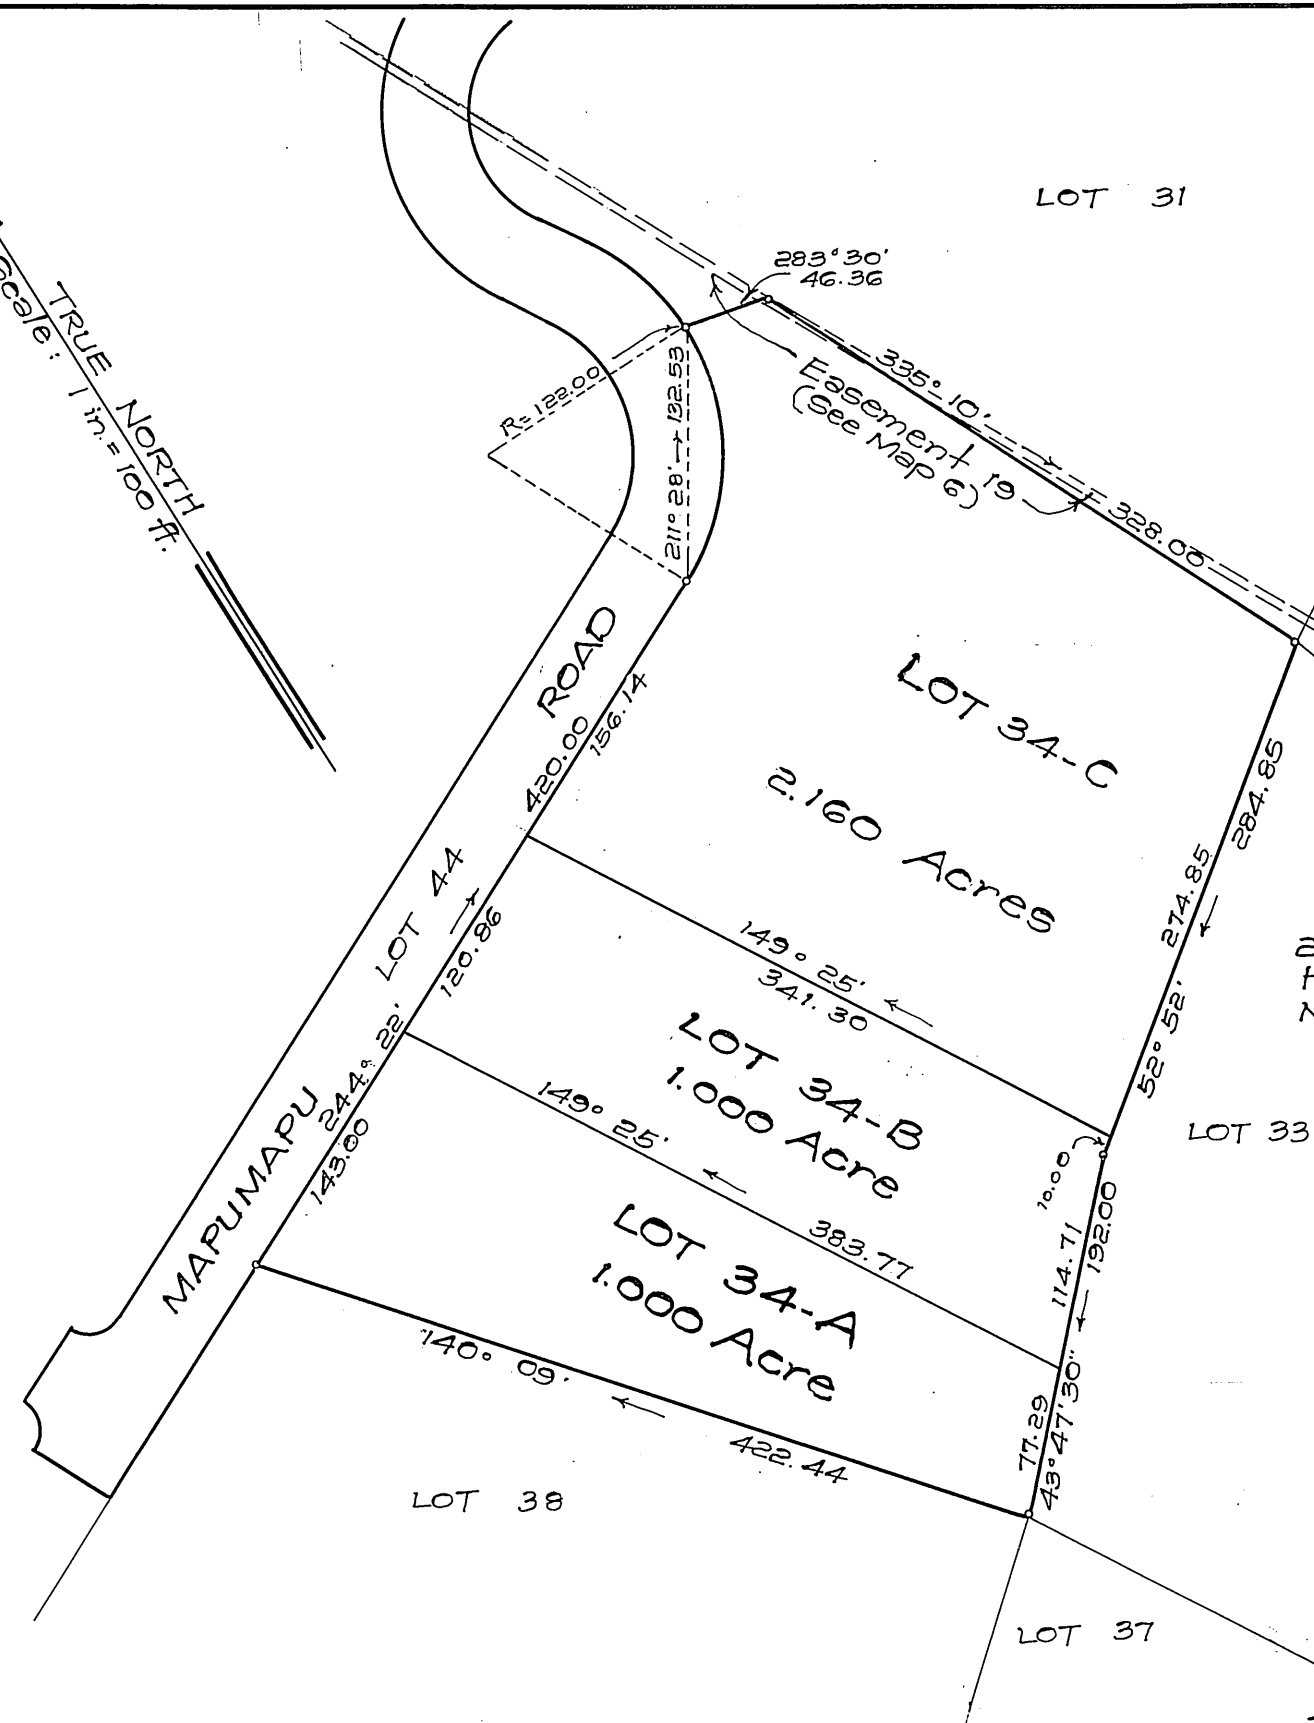 LOT 31
283°30'
46.36
TRUE NORTH
Scale: 1 in. = 100 ft.
R=122.00
211° 28' → 132.53
335° 10'
328.00
Easement 19
(See Map 6)
LOT 34-C
2.160 Acres
MAPUMAPU ROAD
LOT 44
420.00
156.14
120.86
244° 22'
143.00
284.85
274.85
52° 52'
149° 25'
341.30
LOT 34-B
1.000 Acre
149° 25'
383.77
LOT 33
10.00
114.71
192.00
LOT 34-A
1.000 Acre
77.29
43°47'30"
140° 09'
422.44
LOT 38
LOT 37